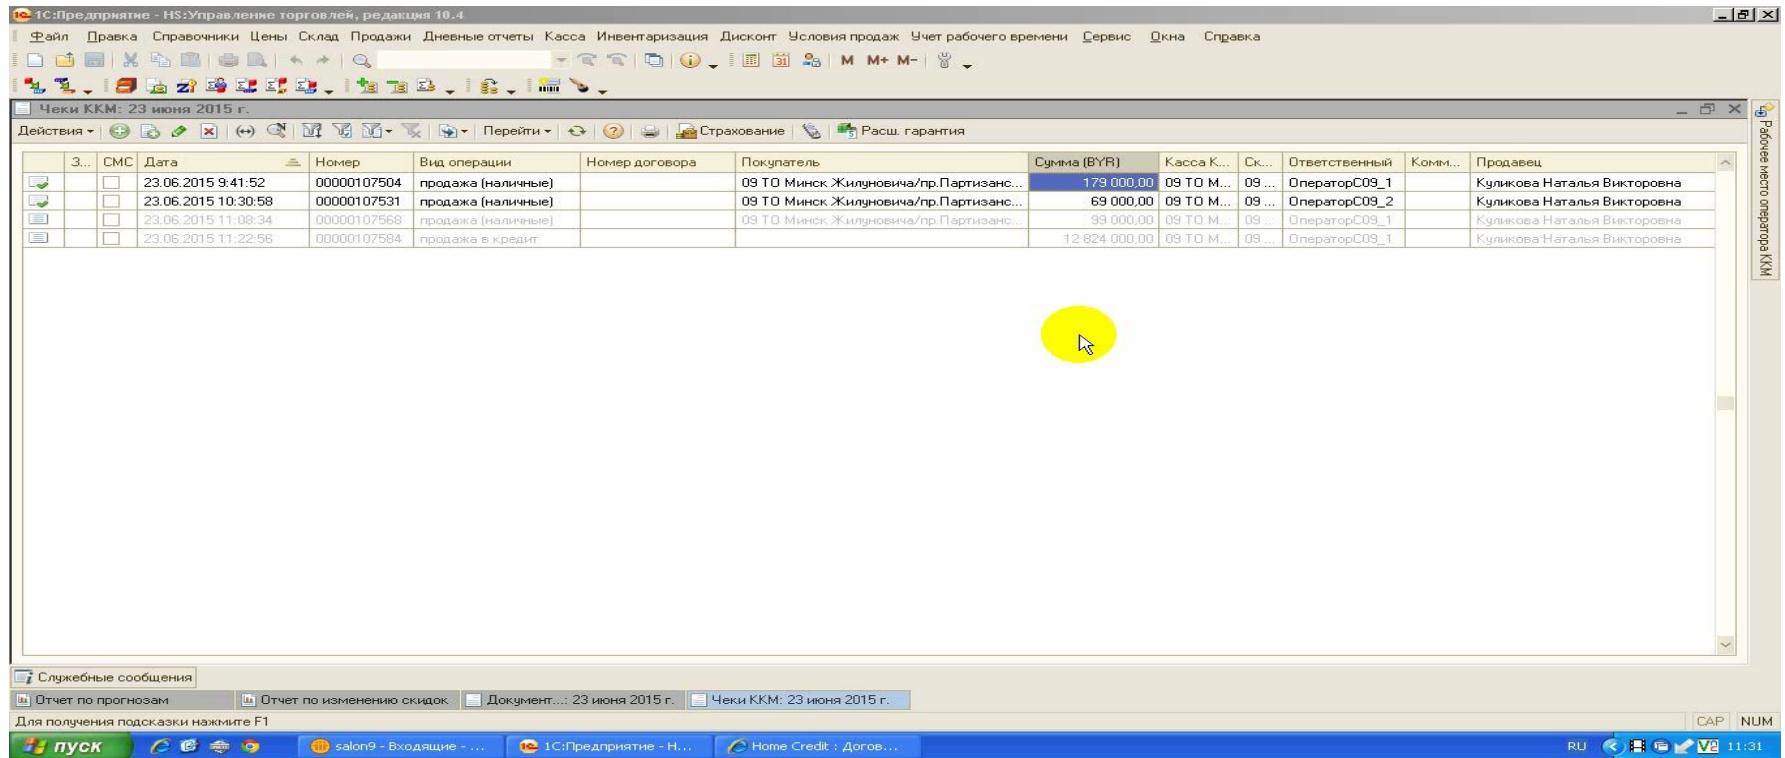 1С:Предприятие - HS:Управление торговлей, редакция 10.4
Файл Правка Справочники Цены Склад Продажи Дневные отчеты Касса Инвентаризация Дисконт Условия продаж Учет рабочего времени Сервис Окна Справка
M M+ M-
Чеки ККМ: 23 июня 2015 г.
Действия Перейти Страхование Расш. гарантия
З... СМС Дата Номер Вид операции Номер договора Покупатель Сумма (BYR) Касса К... Ск... Ответственный Комм... Продавец
23.06.2015 9:41:52 00000107504 продажа (наличные) 09 ТО Минск Жилуновича/пр.Партизанс... 179 000,00 09 ТО М... 09 ... ОператорС09_1 Куликова Наталья Викторовна
23.06.2015 10:30:58 00000107531 продажа (наличные) 09 ТО Минск Жилуновича/пр.Партизанс... 69 000,00 09 ТО М... 09 ... ОператорС09_2 Куликова Наталья Викторовна
23.06.2015 11:08:34 00000107568 продажа (наличные) 09 ТО Минск Жилуновича/пр.Партизанс... 99 000,00 09 ТО М... 09 ... ОператорС09_1 Куликова Наталья Викторовна
23.06.2015 11:22:56 00000107584 продажа в кредит 12 824 000,00 09 ТО М... 09 ... ОператорС09_1 Куликова Наталья Викторовна
Рабочее место оператора ККМ
Служебные сообщения
Отчет по прогнозам Отчет по изменению скидок Документ...: 23 июня 2015 г. Чеки ККМ: 23 июня 2015 г.
Для получения подсказки нажмите F1 CAP NUM
пуск salon9 - Входящие - ... 1С:Предприятие - H... Home Credit : Догов... RU 11:31